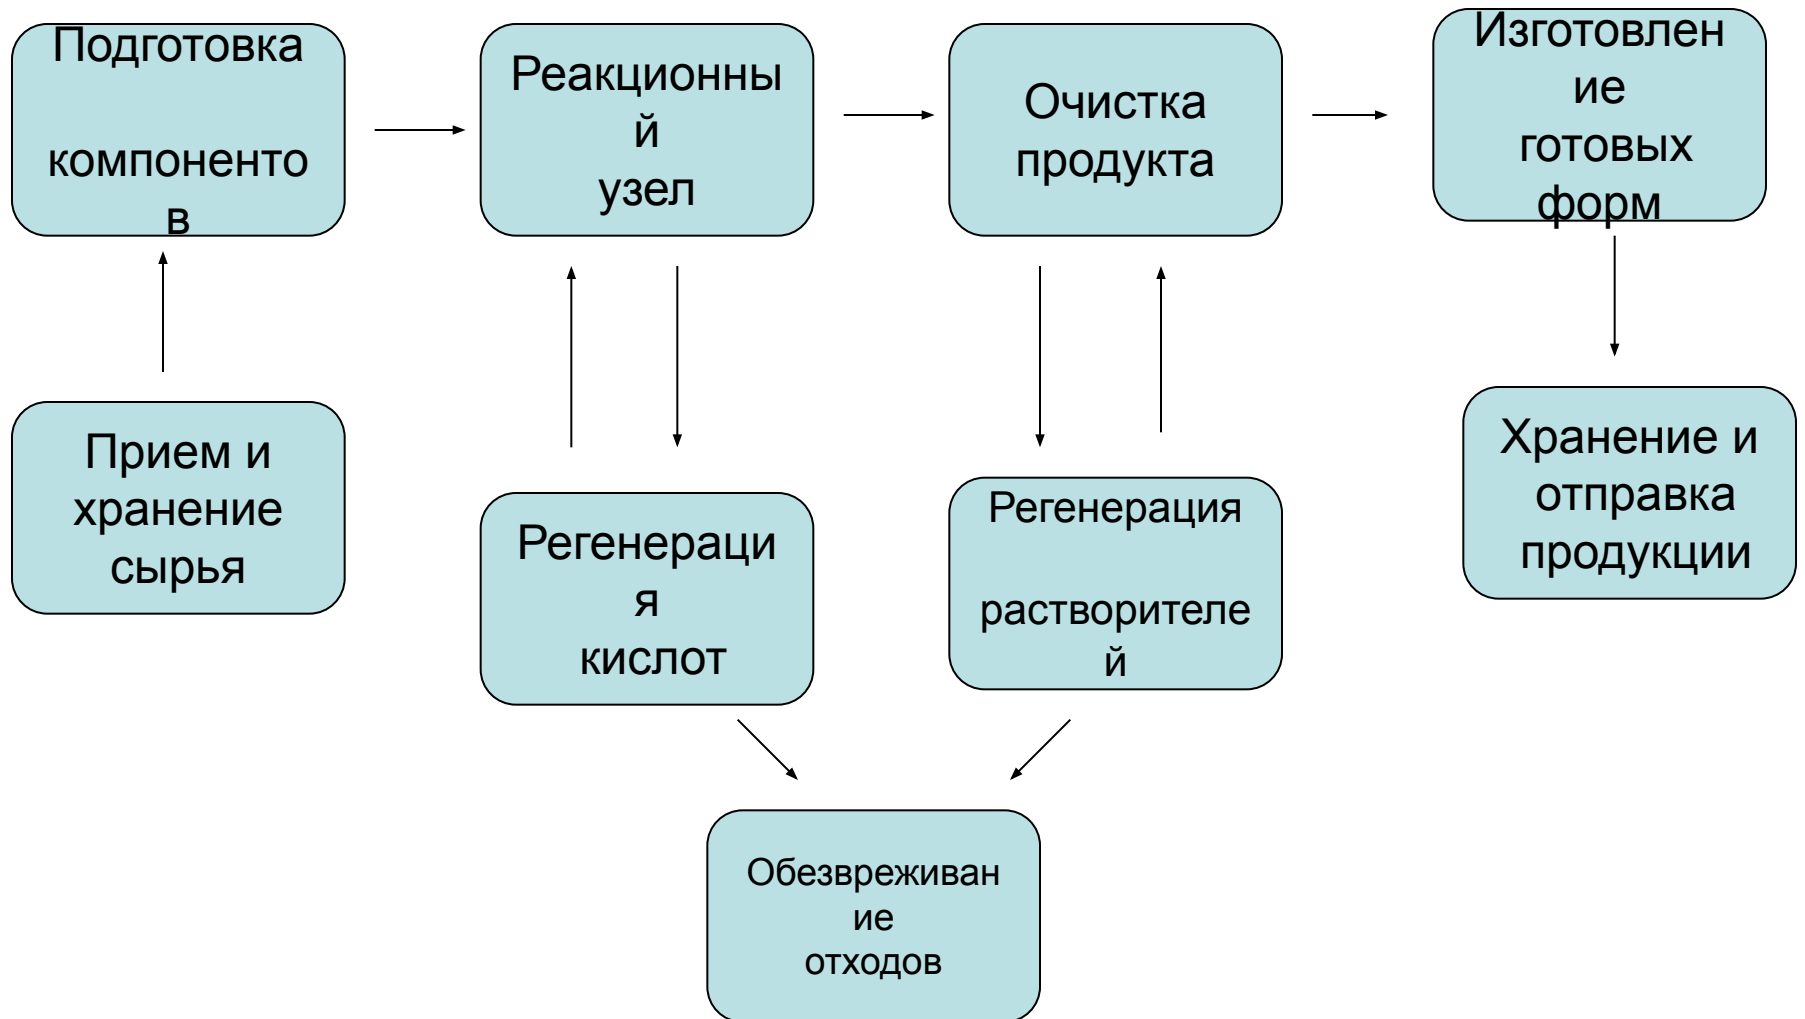 Подготовка
компоненто
в
Реакционны
й
узел
Очистка
продукта
Изготовлен
ие
готовых
форм
Прием и
хранение
сырья
Регенераци
я
кислот
Регенерация
растворителе
й
Хранение и
отправка
продукции
Обезвреживан
ие
отходов